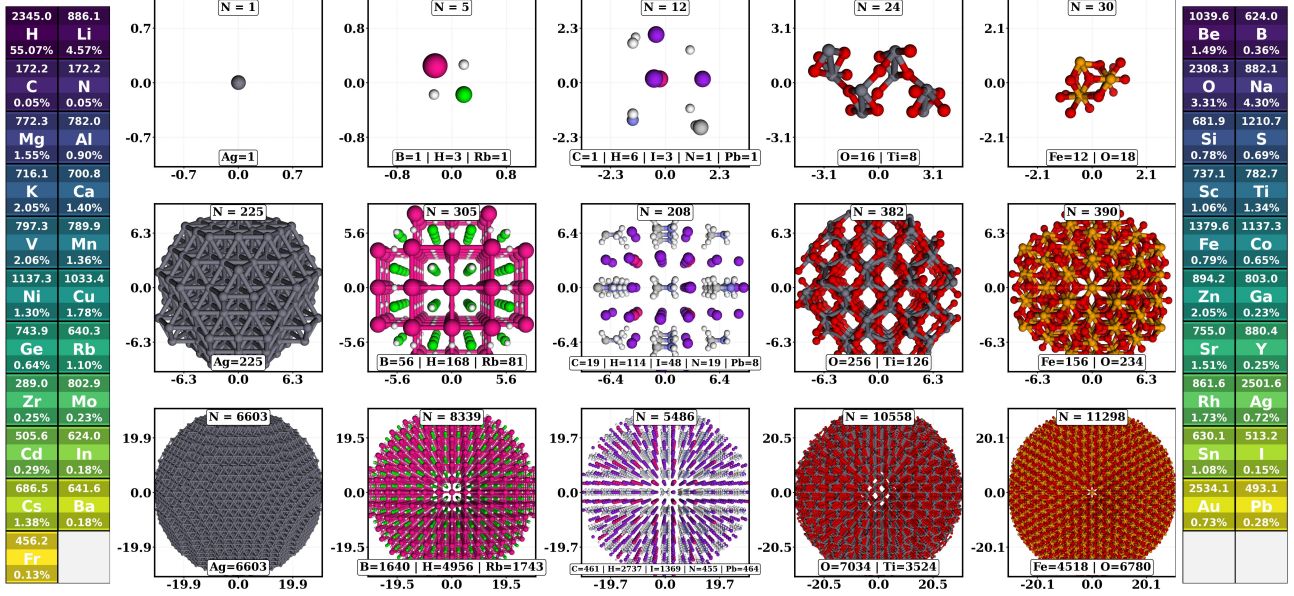 2345.0 886.1
H Li
55.07% 4.57%
172.2 172.2
C N
0.05% 0.05%
772.3 782.0
Mg Al
1.55% 0.90%
716.1 700.8
K Ca
2.05% 1.40%
797.3 789.9
V Mn
2.06% 1.36%
1137.3 1033.4
Ni Cu
1.30% 1.78%
743.9 640.3
Ge Rb
0.64% 1.10%
289.0 802.9
Zr Mo
0.25% 0.23%
505.6 624.0
Cd In
0.29% 0.18%
686.5 641.6
Cs Ba
1.38% 0.18%
456.2
Fr
0.13%
N = 1
0.7
0.0
-0.7
Ag=1
-0.7 0.0 0.7
N = 5
0.8
0.0
-0.8
B=1 | H=3 | Rb=1
-0.8 0.0 0.8
N = 12
2.3
0.0
-2.3
C=1 | H=6 | I=3 | N=1 | Pb=1
-2.3 0.0 2.3
N = 24
3.1
0.0
-3.1
O=16 | Ti=8
-3.1 0.0 3.1
N = 30
2.1
0.0
-2.1
Fe=12 | O=18
-2.1 0.0 2.1
N = 225
6.3
0.0
-6.3
Ag=225
-6.3 0.0 6.3
N = 305
5.6
0.0
-5.6
B=56 | H=168 | Rb=81
-5.6 0.0 5.6
N = 208
6.4
0.0
-6.4
C=19 | H=114 | I=48 | N=19 | Pb=8
-6.4 0.0 6.4
N = 382
6.3
0.0
-6.3
O=256 | Ti=126
-6.3 0.0 6.3
N = 390
6.3
0.0
-6.3
Fe=156 | O=234
-6.3 0.0 6.3
N = 6603
19.9
0.0
-19.9
Ag=6603
-19.9 0.0 19.9
N = 8339
19.5
0.0
-19.5
B=1640 | H=4956 | Rb=1743
-19.5 0.0 19.5
N = 5486
19.7
0.0
-19.7
C=461 | H=2737 | I=1369 | N=455 | Pb=464
-19.7 0.0 19.7
N = 10558
20.5
0.0
-20.5
O=7034 | Ti=3524
-20.5 0.0 20.5
N = 11298
20.1
0.0
-20.1
Fe=4518 | O=6780
-20.1 0.0 20.1
1039.6 624.0
Be B
1.49% 0.36%
2308.3 882.1
O Na
3.31% 4.30%
681.9 1210.7
Si S
0.78% 0.69%
737.1 782.7
Sc Ti
1.06% 1.34%
1379.6 1137.3
Fe Co
0.79% 0.65%
894.2 803.0
Zn Ga
2.05% 0.23%
755.0 880.4
Sr Y
1.51% 0.25%
861.6 2501.6
Rh Ag
1.73% 0.72%
630.1 513.2
Sn I
1.08% 0.15%
2534.1 493.1
Au Pb
0.73% 0.28%